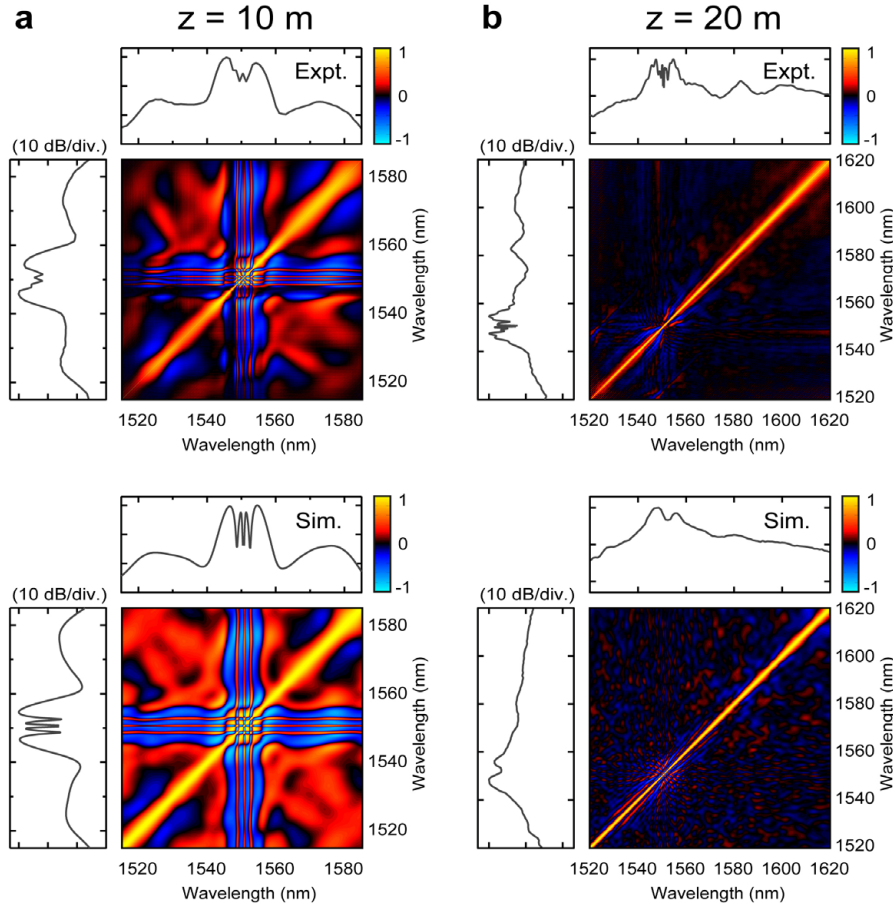 a
z = 10 m
Expt.
1
0
-1
(10 dB/div.)
1580
1560
1540
1520
Wavelength (nm)
1520 1540 1560 1580
Wavelength (nm)
Sim.
1
0
-1
(10 dB/div.)
1580
1560
1540
1520
Wavelength (nm)
1520 1540 1560 1580
Wavelength (nm)
b
z = 20 m
Expt.
1
0
-1
(10 dB/div.)
1620
1600
1580
1560
1540
1520
Wavelength (nm)
1520 1540 1560 1580 1600 1620
Wavelength (nm)
Sim.
1
0
-1
(10 dB/div.)
1620
1600
1580
1560
1540
1520
Wavelength (nm)
1520 1540 1560 1580 1600 1620
Wavelength (nm)